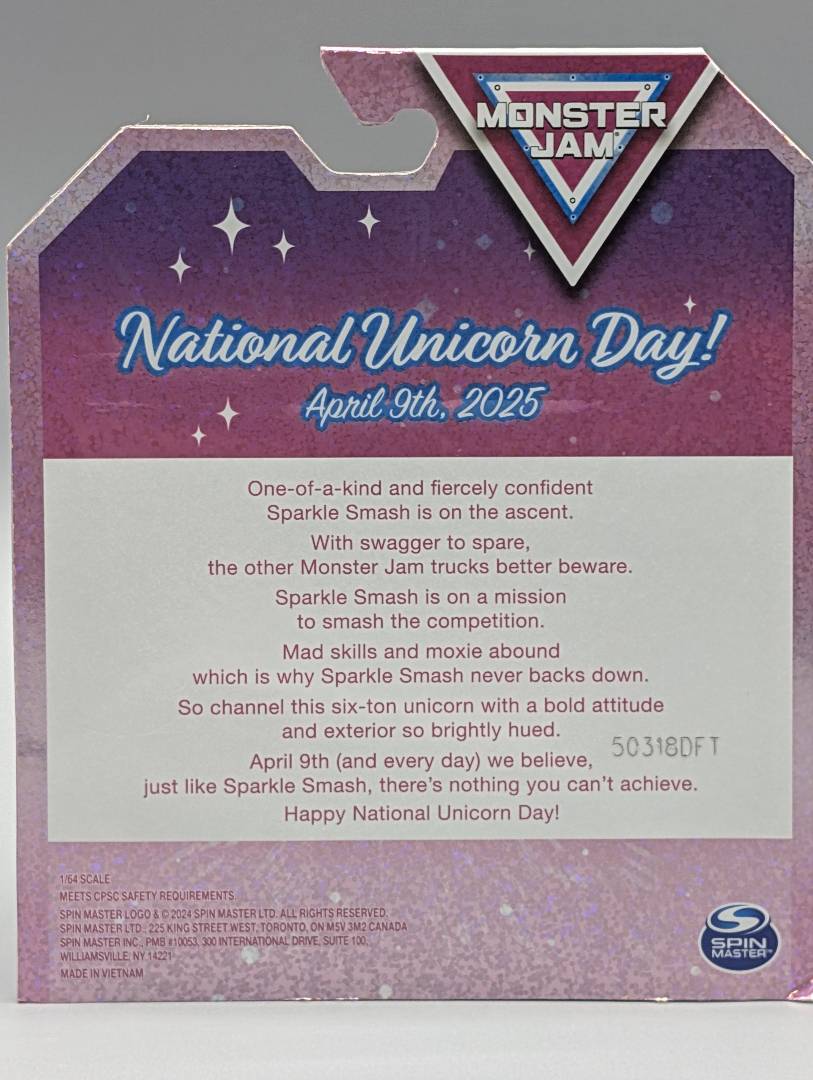 MONSTER
JAM
National Unicorn Day!
April 9th, 2025
One-of-a-kind and fiercely confident
Sparkle Smash is on the ascent.
With swagger to spare,
the other Monster Jam trucks better beware.
Sparkle Smash is on a mission
to smash the competition.
Mad skills and moxie abound
which is why Sparkle Smash never backs down.
So channel this six-ton unicorn with a bold attitude
and exterior so brightly hued.
50318DFT
April 9th (and every day) we believe,
just like Sparkle Smash, there's nothing you can't achieve.
Happy National Unicorn Day!
1/64 SCALE
MEETS CPSC SAFETY REQUIREMENTS.
SPIN MASTER LOGO & © 2024 SPIN MASTER LTD. ALL RIGHTS RESERVED.
SPIN MASTER LTD., 225 KING STREET WEST, TORONTO, ON M5V 3M2 CANADA
SPIN MASTER INC., PMB #10053, 300 INTERNATIONAL DRIVE, SUITE 100,
WILLIAMSVILLE, NY 14221
MADE IN VIETNAM
SPIN
MASTER™